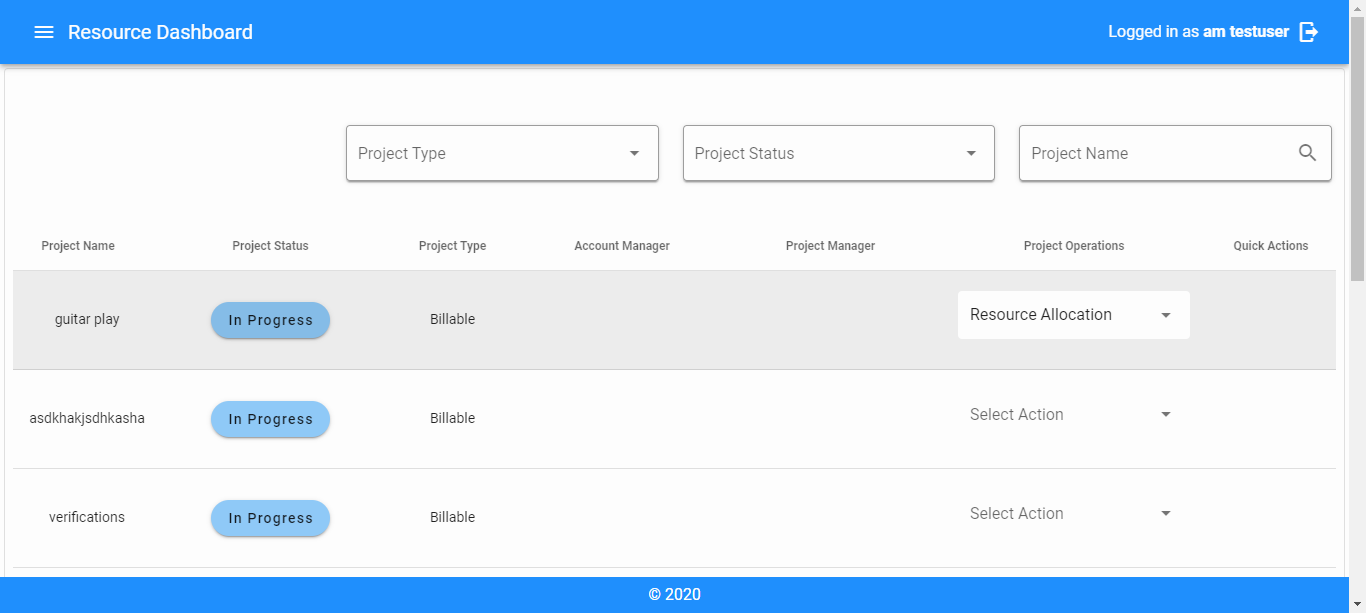 Resource Dashboard
Logged in as am testuser
Project Type
Project Status
Project Name
Project Name Project Status Project Type Account Manager Project Manager Project Operations Quick Actions
guitar play In Progress Billable Resource Allocation
asdkhakjsdhkasha In Progress Billable Select Action
verifications In Progress Billable Select Action
© 2020